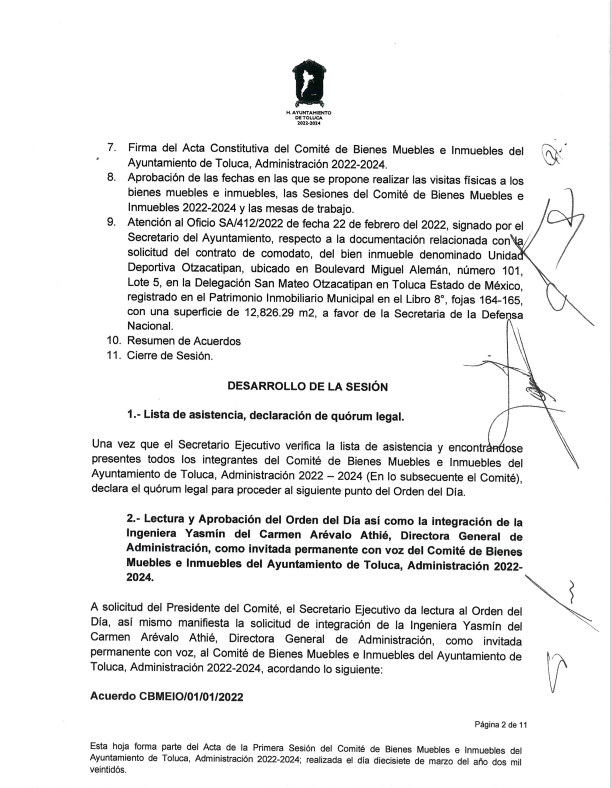 H. AYUNTAMIENTO
DE TOLUCA
2022-2024
7. Firma del Acta Constitutiva del Comité de Bienes Muebles e Inmuebles del
Ayuntamiento de Toluca, Administración 2022-2024.
8. Aprobación de las fechas en las que se propone realizar las visitas físicas a los
bienes muebles e inmuebles, las Sesiones del Comité de Bienes Muebles e
Inmuebles 2022-2024 y las mesas de trabajo.
9. Atención al Oficio SA/412/2022 de fecha 22 de febrero del 2022, signado por el
Secretario del Ayuntamiento, respecto a la documentación relacionada con la
solicitud del contrato de comodato, del bien inmueble denominado Unidad
Deportiva Otzacatipan, ubicado en Boulevard Miguel Alemán, número 101,
Lote 5, en la Delegación San Mateo Otzacatipan en Toluca Estado de México,
registrado en el Patrimonio Inmobiliario Municipal en el Libro 8°, fojas 164-165,
con una superficie de 12,826.29 m2, a favor de la Secretaria de la Defensa
Nacional.
10. Resumen de Acuerdos
11. Cierre de Sesión.
DESARROLLO DE LA SESIÓN
1.- Lista de asistencia, declaración de quórum legal.
Una vez que el Secretario Ejecutivo verifica la lista de asistencia y encontrándose
presentes todos los integrantes del Comité de Bienes Muebles e Inmuebles del
Ayuntamiento de Toluca, Administración 2022 – 2024 (En lo subsecuente el Comité),
declara el quórum legal para proceder al siguiente punto del Orden del Día.
2.- Lectura y Aprobación del Orden del Día así como la integración de la
Ingeniera Yasmín del Carmen Arévalo Athié, Directora General de
Administración, como invitada permanente con voz del Comité de Bienes
Muebles e Inmuebles del Ayuntamiento de Toluca, Administración 2022-
2024.
A solicitud del Presidente del Comité, el Secretario Ejecutivo da lectura al Orden del
Día, así mismo manifiesta la solicitud de integración de la Ingeniera Yasmín del
Carmen Arévalo Athié, Directora General de Administración, como invitada
permanente con voz, al Comité de Bienes Muebles e Inmuebles del Ayuntamiento de
Toluca, Administración 2022-2024, acordando lo siguiente:
Acuerdo CBMEIO/01/01/2022
Página 2 de 11
Esta hoja forma parte del Acta de la Primera Sesión del Comité de Bienes Muebles e Inmuebles del
Ayuntamiento de Toluca, Administración 2022-2024; realizada el día diecisiete de marzo del año dos mil
veintidós.